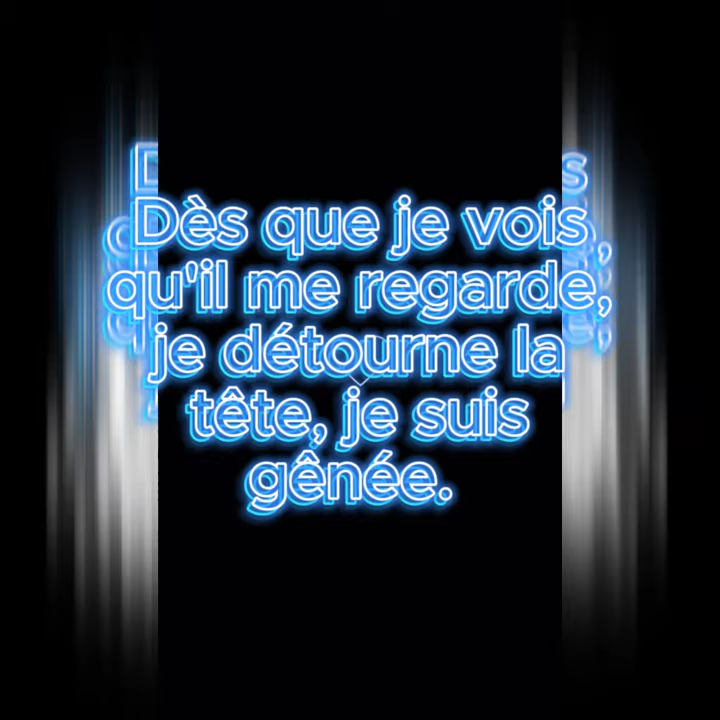 Dès que je vois
qu'il me regarde,
je détourne la
tête, je suis
gênée.